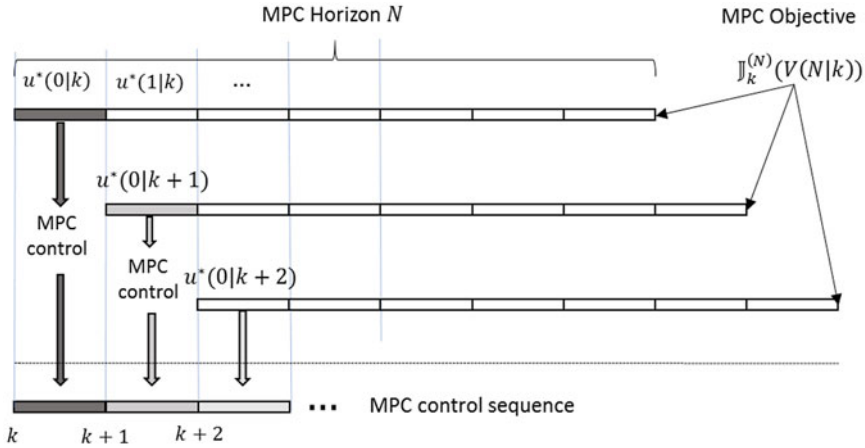 MPC Horizon N
MPC Objective
u*(0|k) u*(1|k) ...
𝕁ₖ⁽ᴺ⁾(V(N|k))
u*(0|k + 1)
MPC
control
MPC
control
u*(0|k + 2)
... MPC control sequence
k k + 1 k + 2